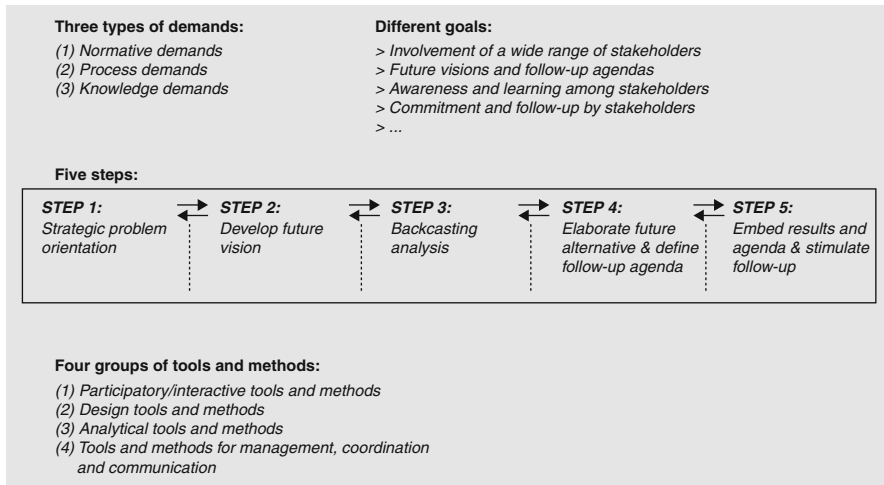 Three types of demands:
(1) Normative demands
(2) Process demands
(3) Knowledge demands
Different goals:
> Involvement of a wide range of stakeholders
> Future visions and follow-up agendas
> Awareness and learning among stakeholders
> Commitment and follow-up by stakeholders
> ...
Five steps:
STEP 1:
Strategic problem
orientation
STEP 2:
Develop future
vision
STEP 3:
Backcasting
analysis
STEP 4:
Elaborate future
alternative & define
follow-up agenda
STEP 5:
Embed results and
agenda & stimulate
follow-up
Four groups of tools and methods:
(1) Participatory/interactive tools and methods
(2) Design tools and methods
(3) Analytical tools and methods
(4) Tools and methods for management, coordination
and communication